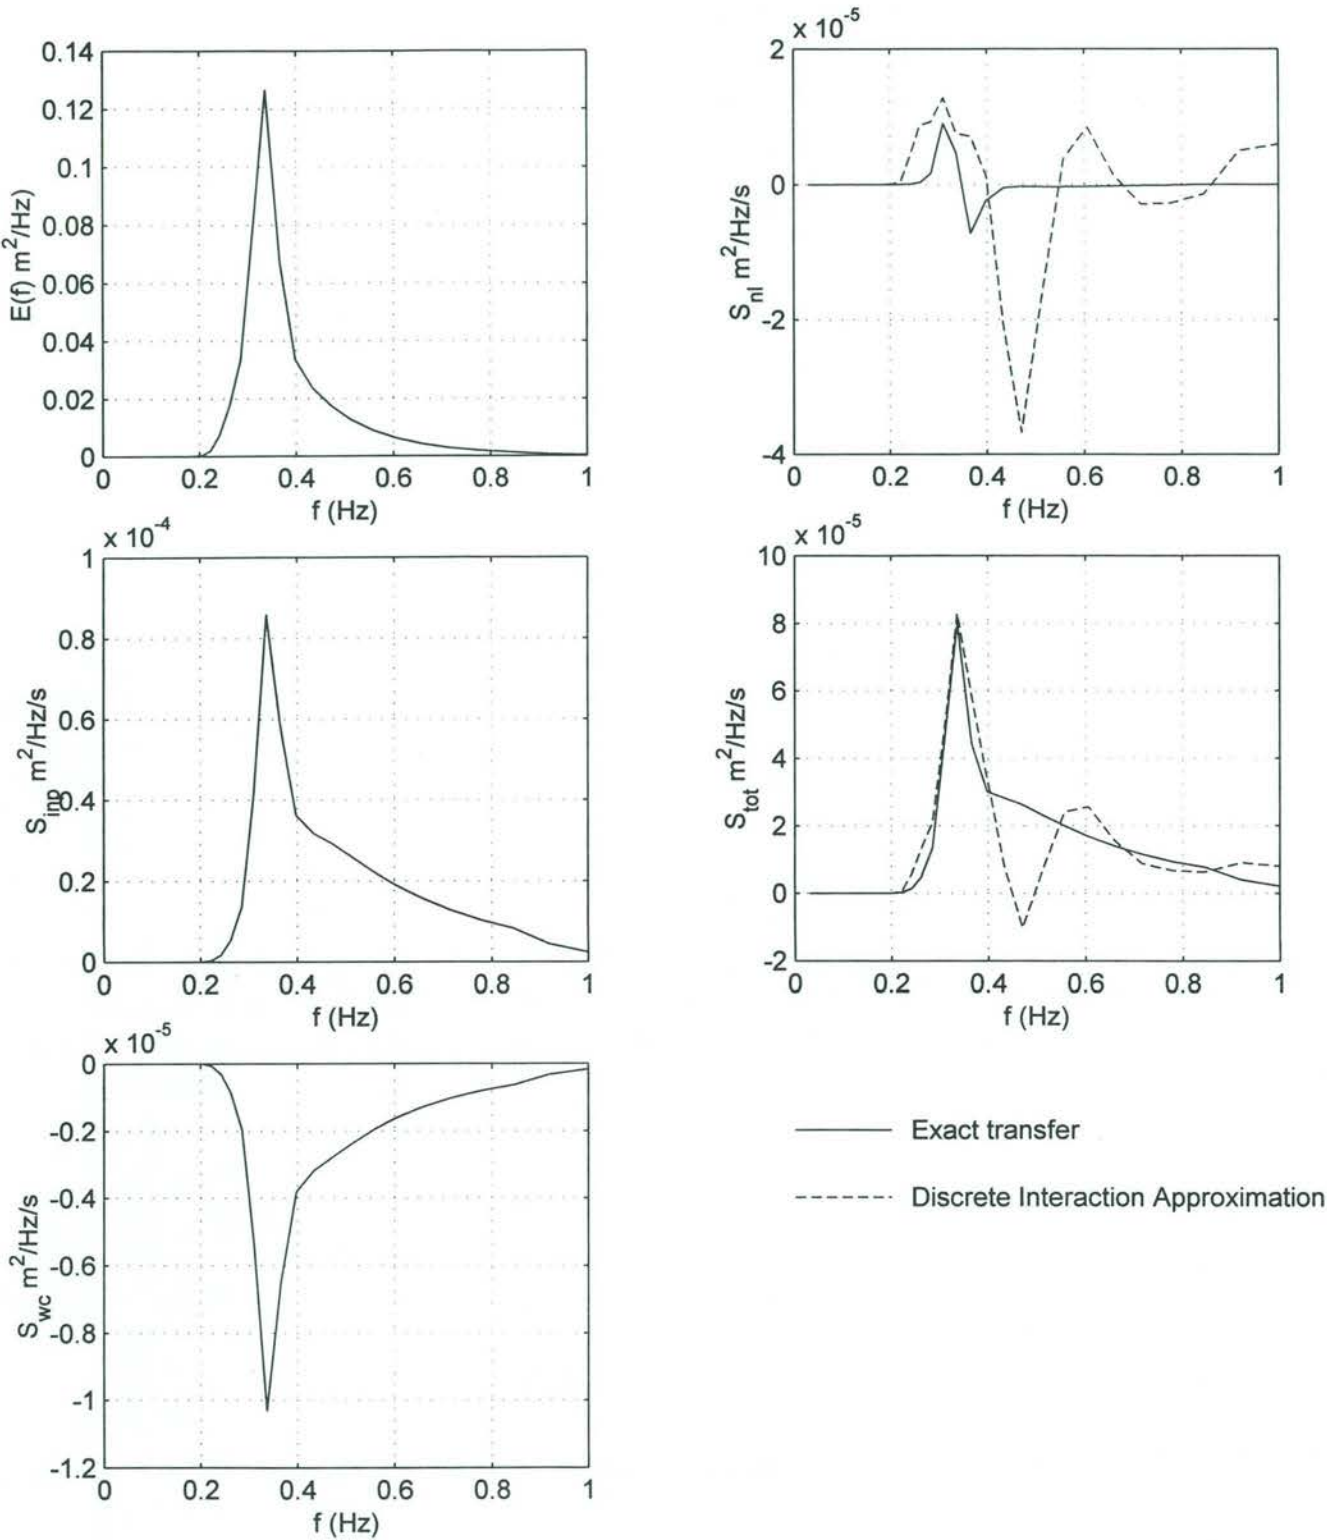 0.14
0.12
0.1
0.08
0.06
0.04
0.02
0
E(f) m²/Hz)
0 0.2 0.4 0.6 0.8 1
f (Hz)
x 10⁻⁵
2
0
-2
-4
S_nl m²/Hz/s
0 0.2 0.4 0.6 0.8 1
f (Hz)
x 10⁻⁴
1
0.8
0.6
0.4
0.2
0
S_inp m²/Hz/s
0 0.2 0.4 0.6 0.8 1
f (Hz)
x 10⁻⁵
10
8
6
4
2
0
-2
S_tot m²/Hz/s
0 0.2 0.4 0.6 0.8 1
f (Hz)
x 10⁻⁵
0
-0.2
-0.4
-0.6
-0.8
-1
-1.2
S_wc m²/Hz/s
0 0.2 0.4 0.6 0.8 1
f (Hz)
Exact transfer
Discrete Interaction Approximation